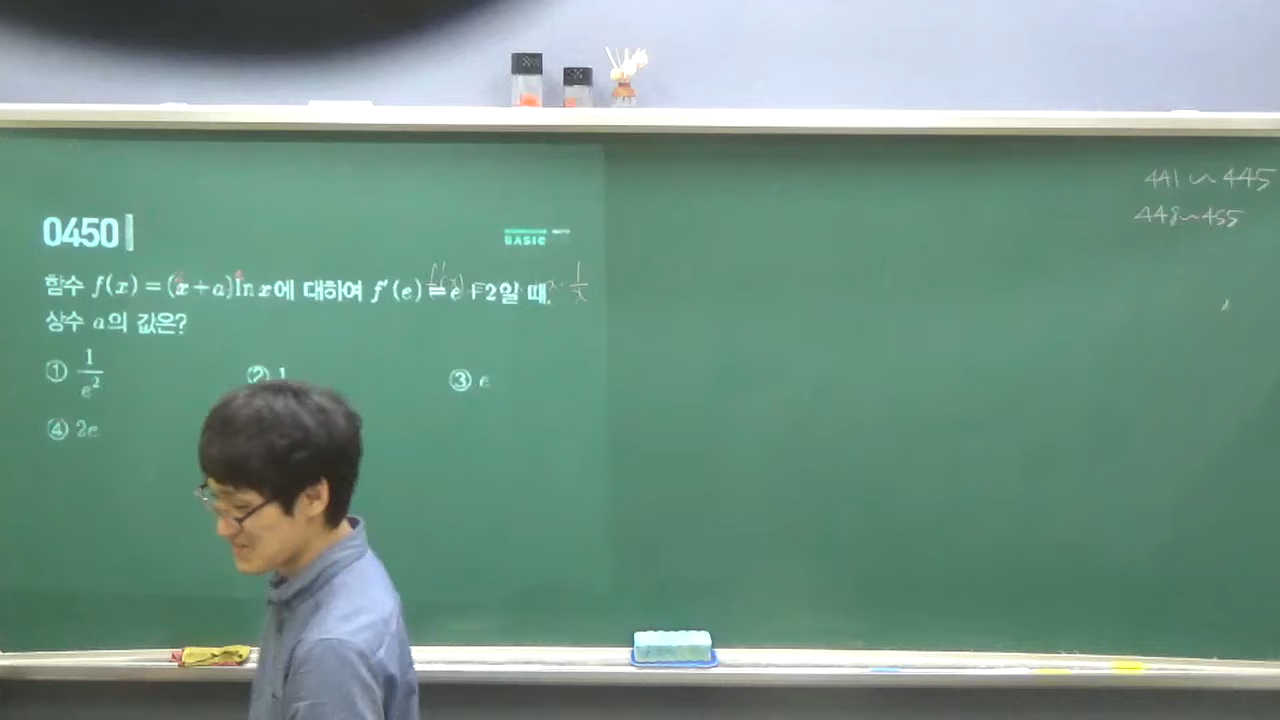 0450
BASIC
함수 f(x)=(x+a)ln x에 대하여 f'(e)=e+2일 때,
상수 a의 값은?
① 1/e² ② 1 ③ e
④ 2e
441 ~ 445
448~455